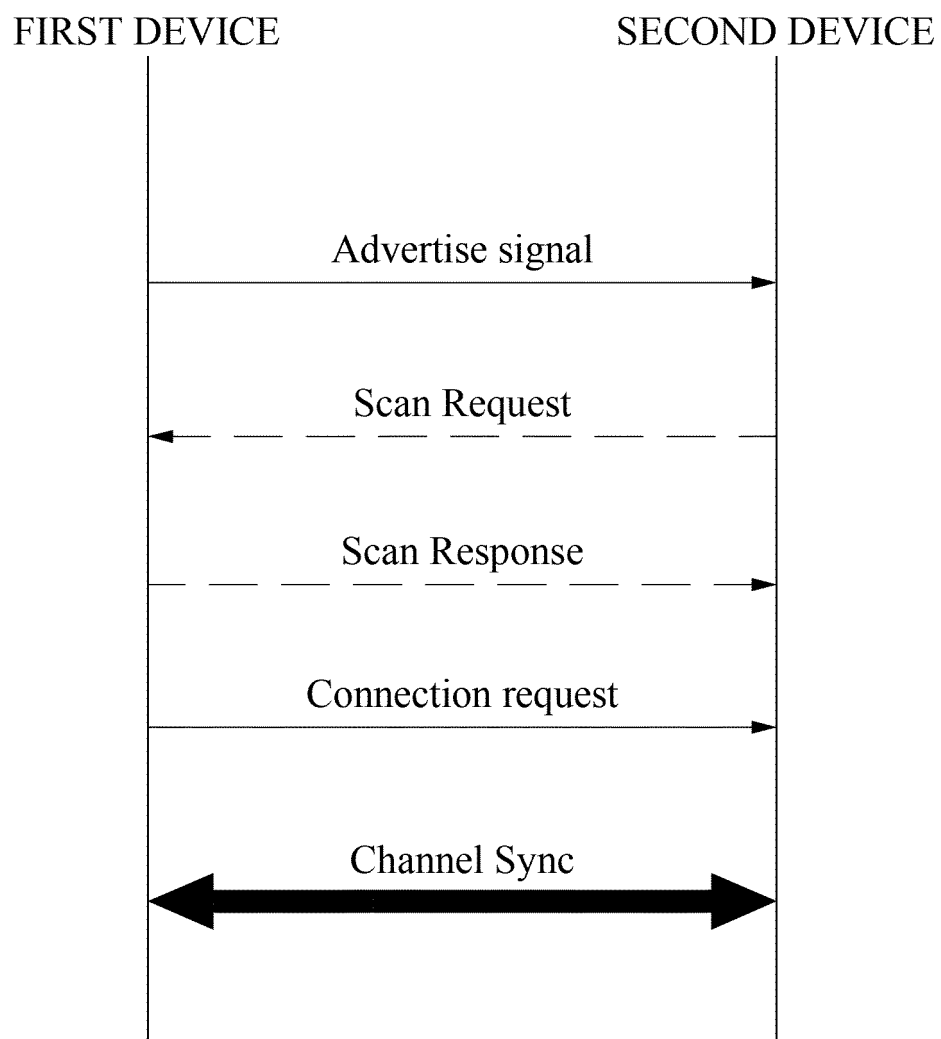 FIRST DEVICE
SECOND DEVICE
Advertise signal
Scan Request
Scan Response
Connection request
Channel Sync